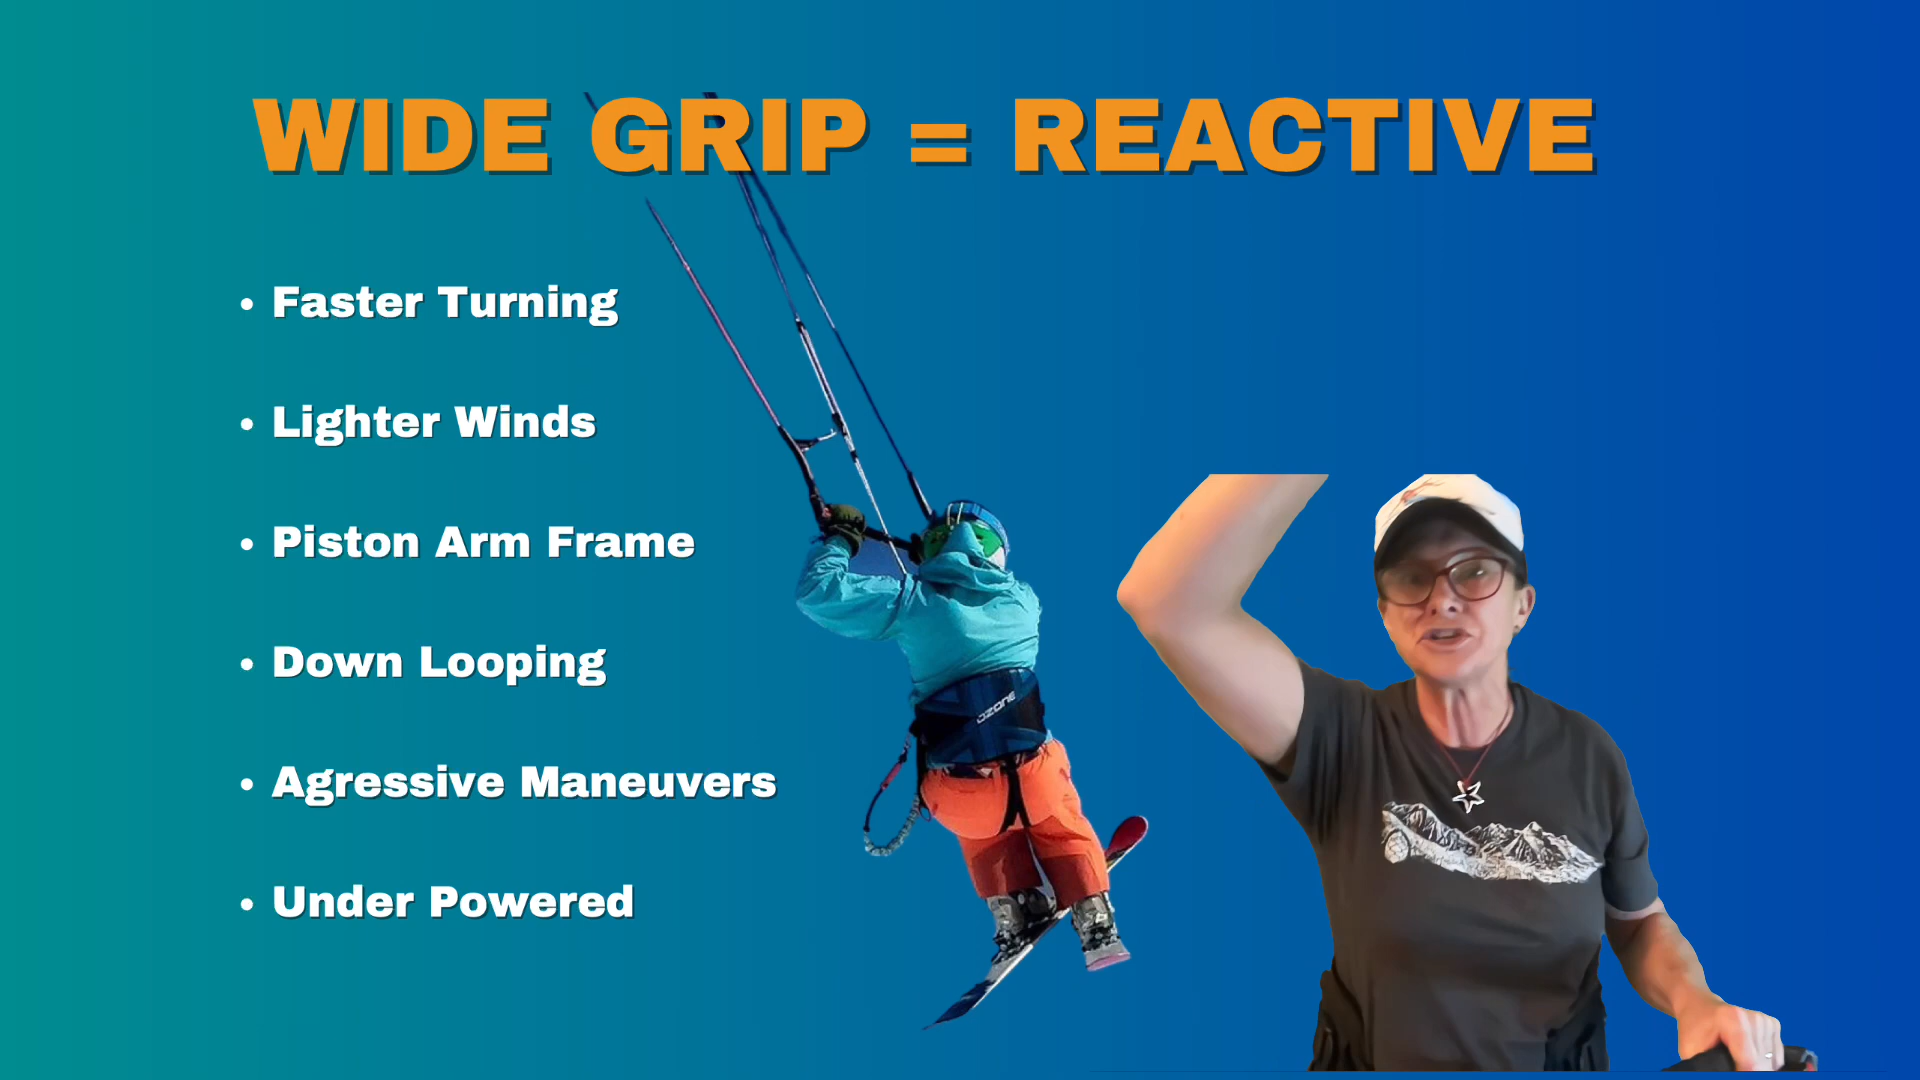 WIDE GRIP = REACTIVE
• Faster Turning
• Lighter Winds
• Piston Arm Frame
• Down Looping
• Agressive Maneuvers
• Under Powered
OZONE